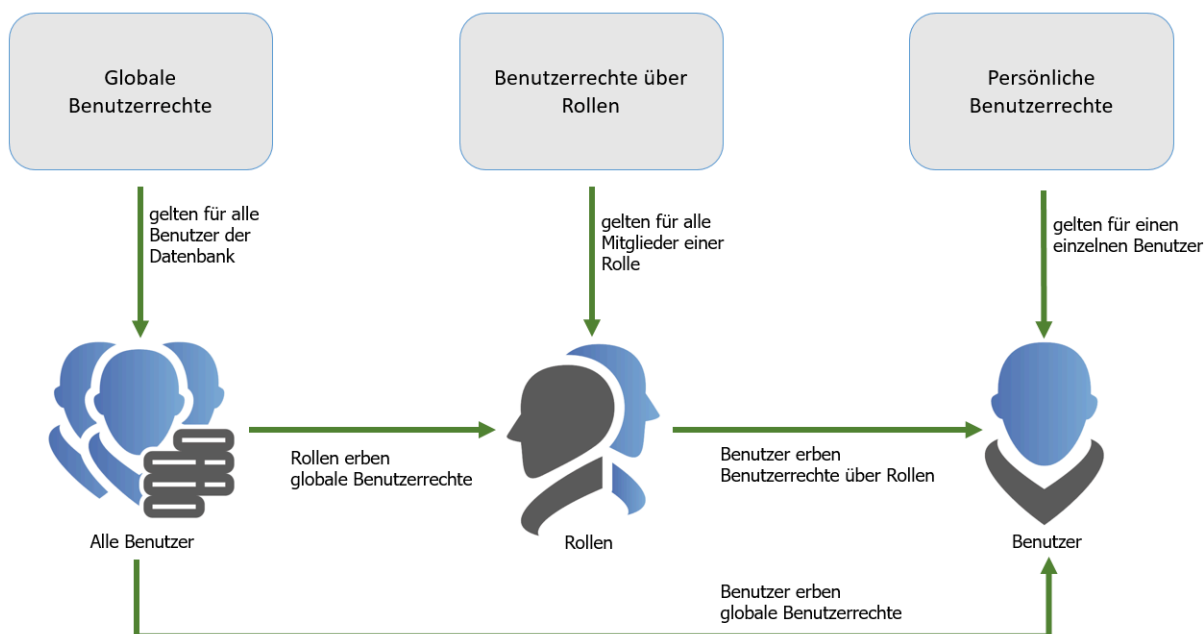 Globale
Benutzerrechte
Benutzerrechte über
Rollen
Persönliche
Benutzerrechte
gelten für alle
Benutzer der
Datenbank
gelten für alle
Mitglieder einer
Rolle
gelten für einen
einzelnen Benutzer
Rollen erben
globale Benutzerrechte
Benutzer erben
Benutzerrechte über Rollen
Alle Benutzer
Rollen
Benutzer
Benutzer erben
globale Benutzerrechte